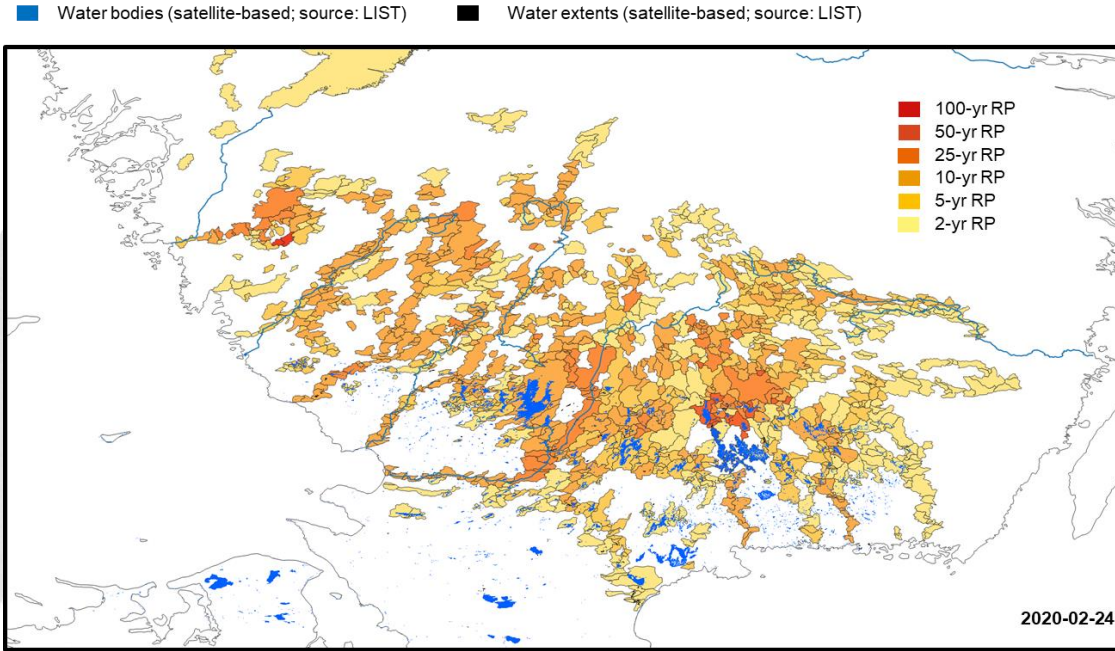 Water bodies (satellite-based; source: LIST) Water extents (satellite-based; source: LIST)
100-yr RP
50-yr RP
25-yr RP
10-yr RP
5-yr RP
2-yr RP
2020-02-24